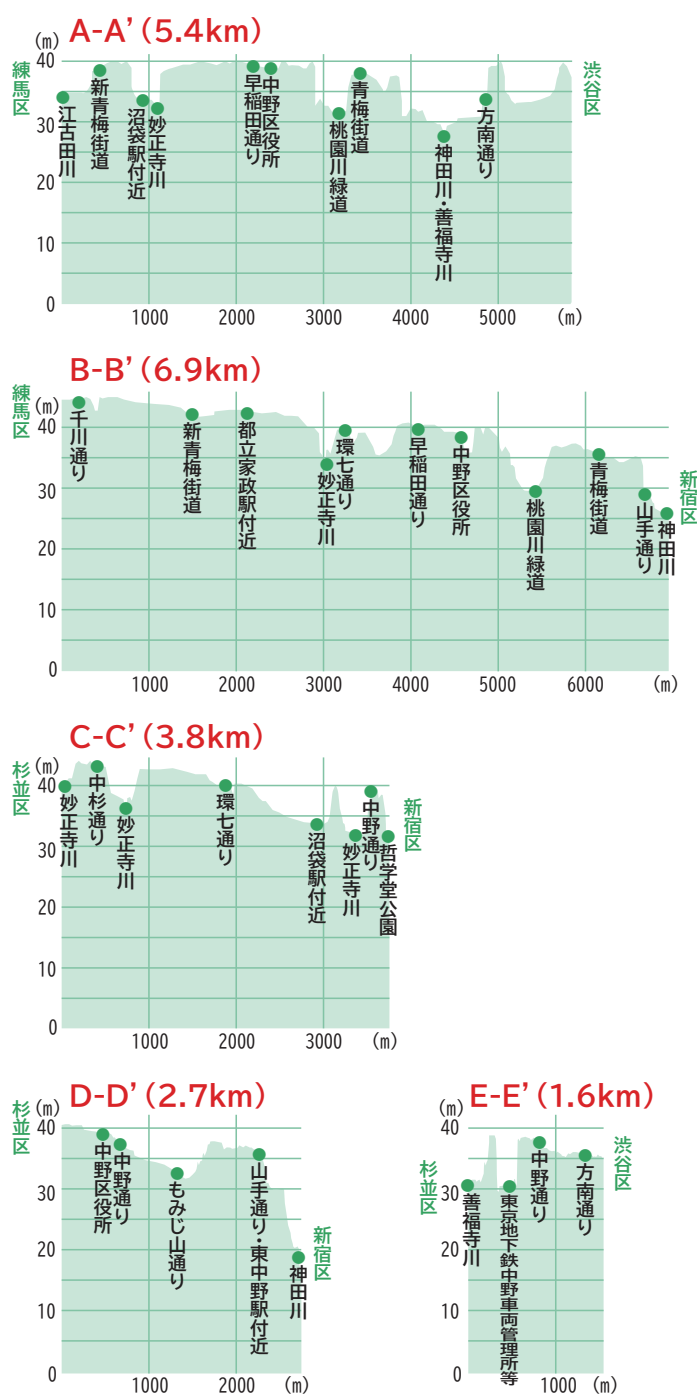 A-A’（5.4km）
(m)
40
30
20
10
0
練馬区
江古田川
新青梅街道
沼袋駅付近
妙正寺川
早稲田通り
中野区役所
桃園川緑道
青梅街道
神田川・善福寺川
方南通り
渋谷区
1000
2000
3000
4000
5000
(m)
B-B’（6.9km）
(m)
40
30
20
10
0
練馬区
千川通り
新青梅街道
都立家政駅付近
妙正寺川
環七通り
早稲田通り
中野区役所
桃園川緑道
青梅街道
山手通り
神田川
新宿区
1000
2000
3000
4000
5000
6000
(m)
C-C’（3.8km）
(m)
40
30
20
10
0
杉並区
妙正寺川
中杉通り
妙正寺川
環七通り
沼袋駅付近
妙正寺川
中野通り
哲学堂公園
新宿区
1000
2000
3000
(m)
D-D’（2.7km）
(m)
40
30
20
10
0
杉並区
中野区役所
中野通り
もみじ山通り
山手通り・東中野駅付近
神田川
新宿区
1000
2000
(m)
E-E’（1.6km）
(m)
40
30
20
10
0
杉並区
善福寺川
東京地下鉄中野車両管理所等
中野通り
方南通り
渋谷区
1000
(m)